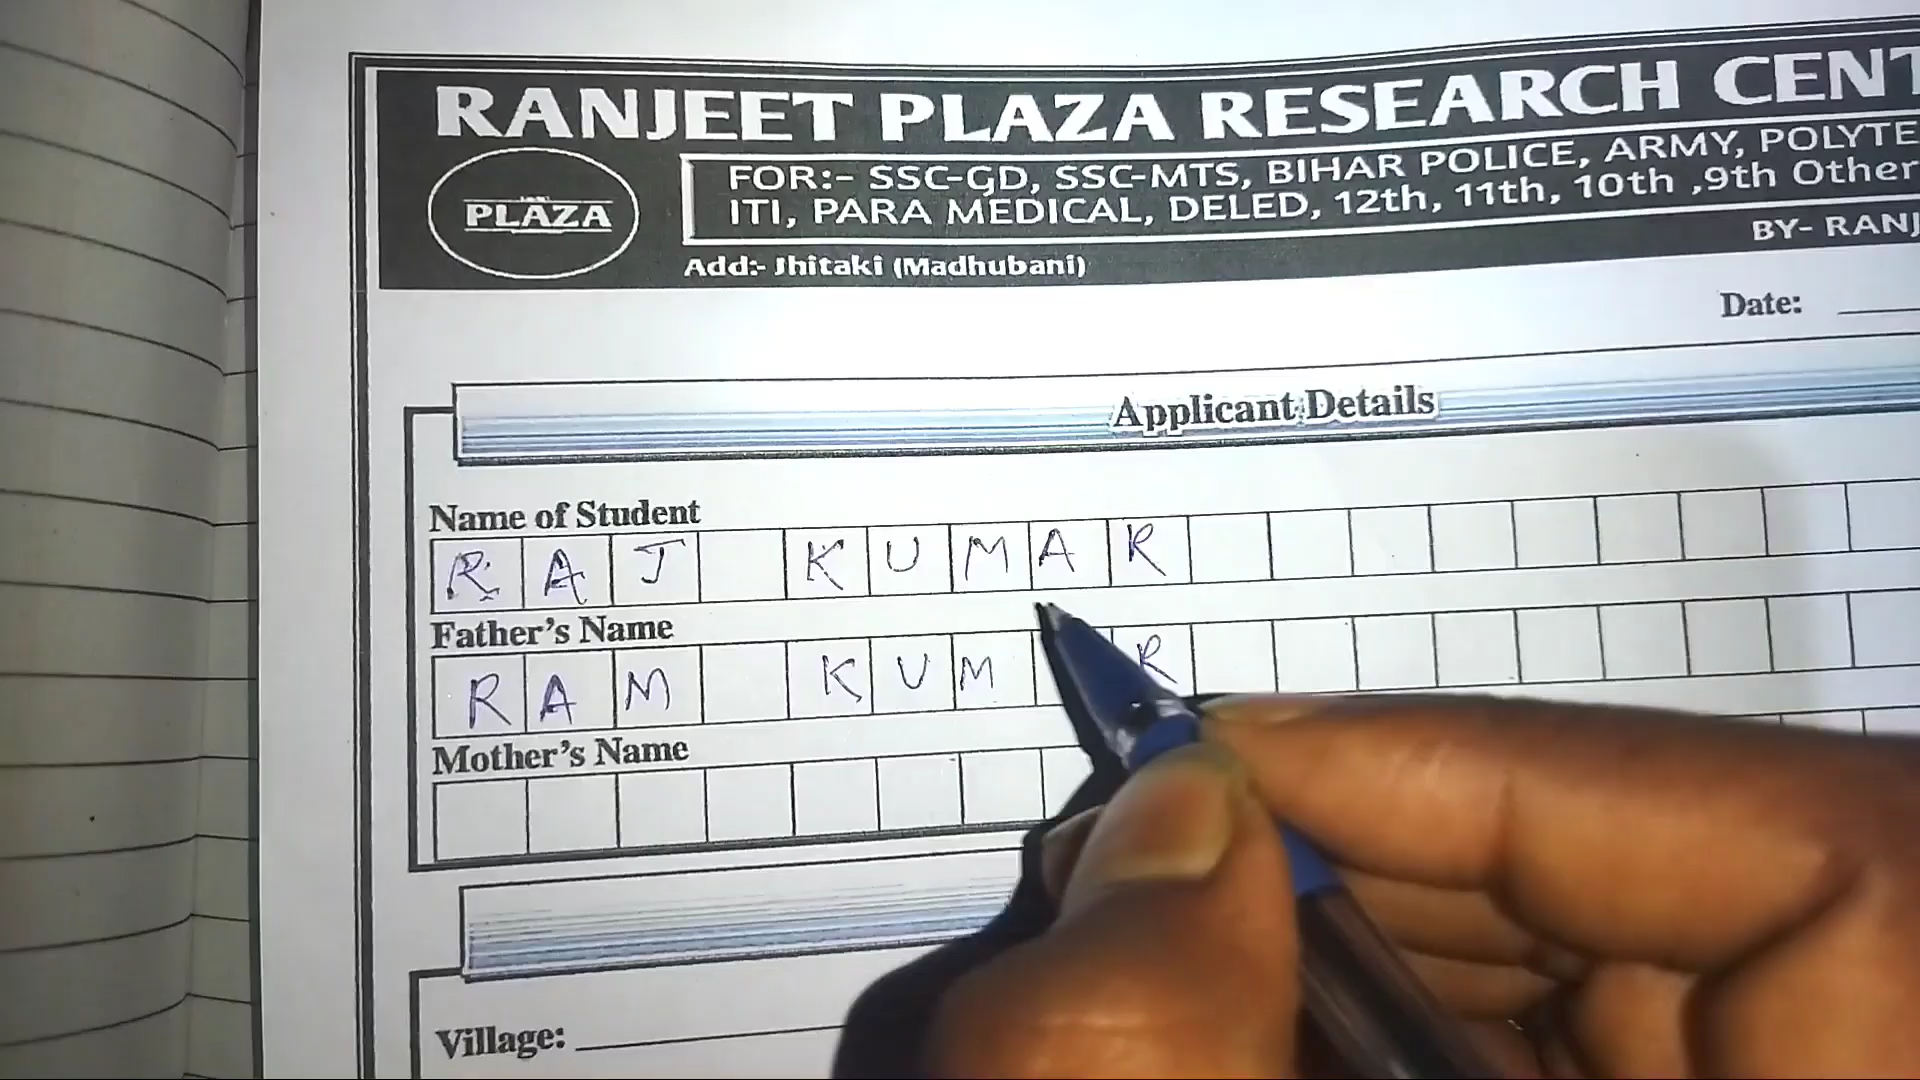 RANJEET PLAZA RESEARCH CENT
PLAZA
FOR:- SSC-GD, SSC-MTS, BIHAR POLICE, ARMY, POLYTE
ITI, PARA MEDICAL, DELED, 12th, 11th, 10th ,9th Other
BY- RANJ
Add:- Jhitaki (Madhubani)
Date:
Applicant Details
Name of Student
RAJ KUMAR
Father's Name
RAM KUM R
Mother's Name
Village: